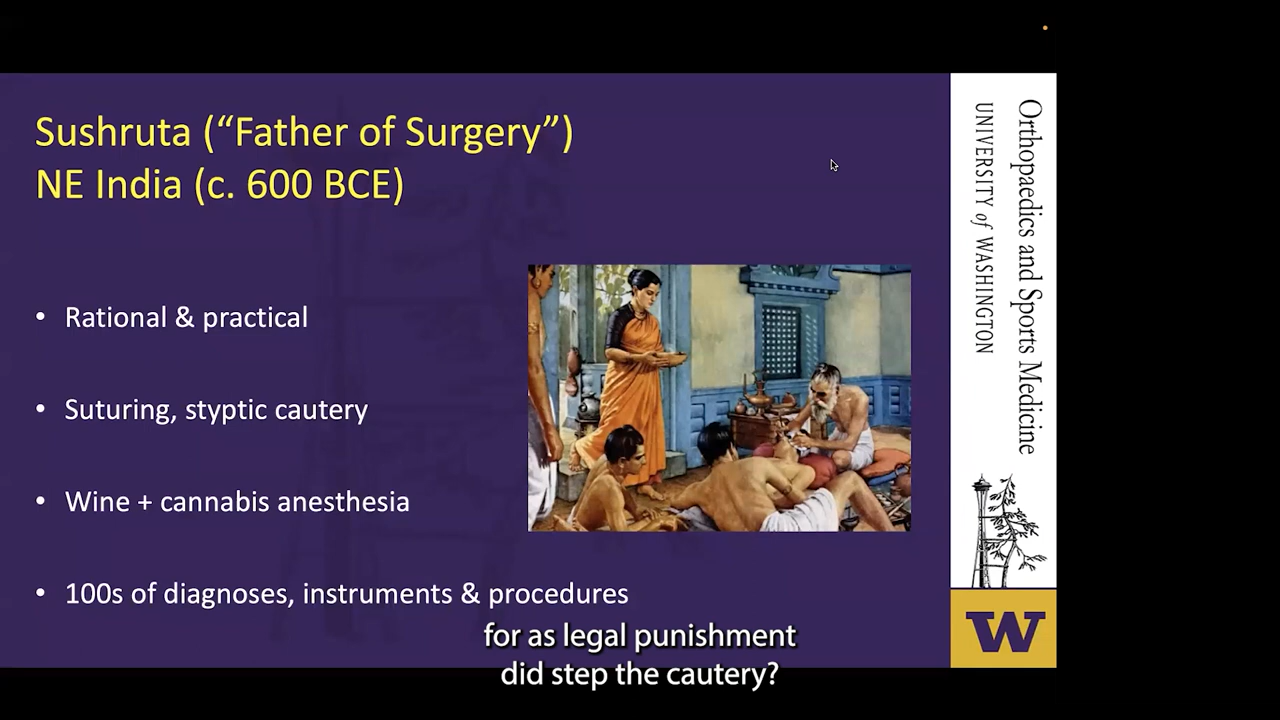 Sushruta (“Father of Surgery”)
NE India (c. 600 BCE)
• Rational & practical
• Suturing, styptic cautery
• Wine + cannabis anesthesia
• 100s of diagnoses, instruments & procedures
for as legal punishment
did step the cautery?
Orthopaedics and Sports Medicine
UNIVERSITY of WASHINGTON
W